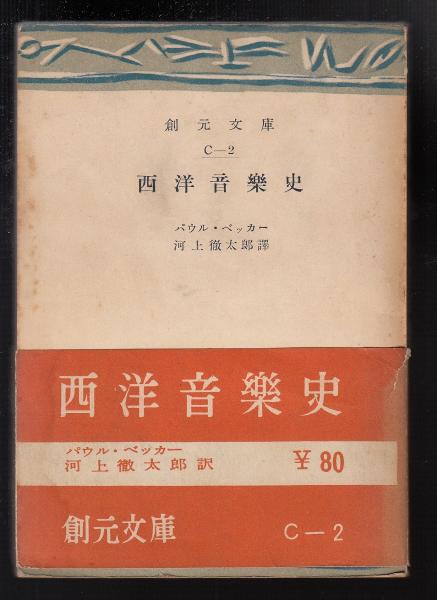 創元文庫
C—2
西洋音樂史
パウル・ベッカー
河上徹太郎譯
西洋音樂史
パウル・ベッカー
河上徹太郎訳
¥80
創元文庫
C—2